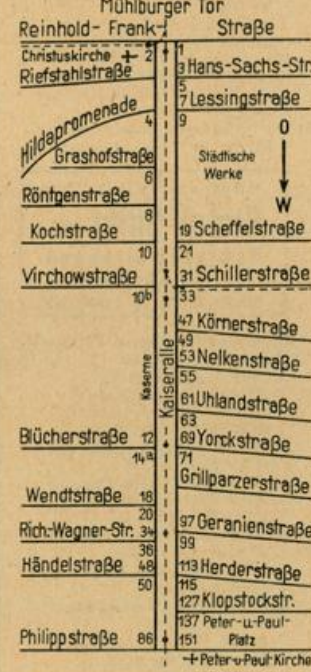 Mühlburger Tor
Reinhold-Frank- Straße
Christuskirche 2
1
Riefstahlstraße
3 Hans-Sachs-Str.
5
7 Lessingstraße
Hildapromenade
4
9
Grashofstraße
Städtische
Werke
O
W
6
Röntgenstraße
8
Kochstraße
19 Scheffelstraße
10
21
Virchowstraße
31 Schillerstraße
10b
33
47 Körnerstraße
49
53 Nelkenstraße
55
Kaserne
Kaiserallee
61 Uhlandstraße
63
Blücherstraße 12
69 Yorckstraße
14a
71
Grillparzerstraße
Wendtstraße 18
20
97 Geranienstraße
Rich.-Wagner-Str. 34
99
36
Händelstraße 48
113 Herderstraße
50
115
127 Klopstockstr.
137 Peter-u.-Paul-
Philippstraße 86
151 Platz
Peter-u-Paul-Kirche